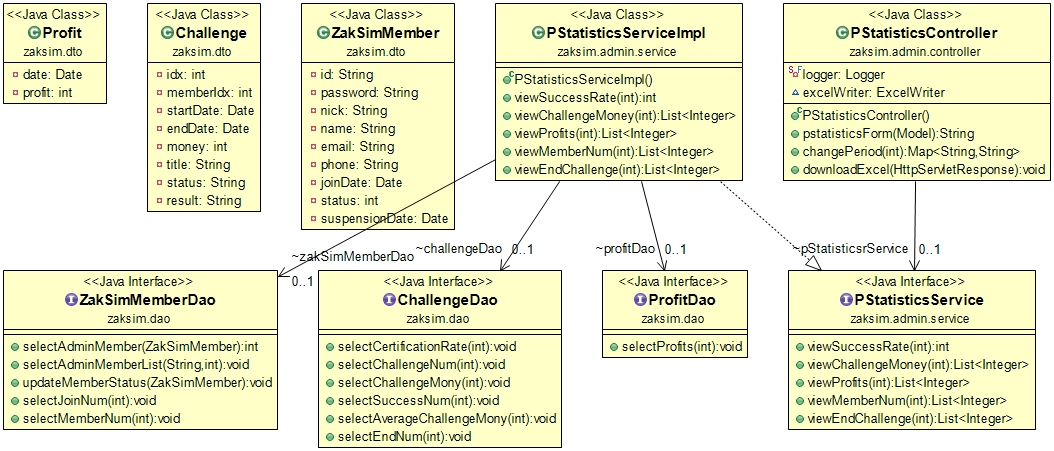 <<Java Class>>
Profit
zaksim.dto
date: Date
profit: int
<<Java Class>>
Challenge
zaksim.dto
idx: int
memberIdx: int
startDate: Date
endDate: Date
money: int
title: String
status: String
result: String
<<Java Class>>
ZakSimMember
zaksim.dto
id: String
password: String
nick: String
name: String
email: String
phone: String
joinDate: Date
status: int
suspensionDate: Date
<<Java Class>>
PStatisticsServiceImpl
zaksim.admin.service
PStatisticsServiceImpl()
viewSuccessRate(int):int
viewChallengeMoney(int):List<Integer>
viewProfits(int):List<Integer>
viewMemberNum(int):List<Integer>
viewEndChallenge(int):List<Integer>
<<Java Class>>
PStatisticsController
zaksim.admin.controller
logger: Logger
excelWriter: ExcelWriter
PStatisticsController()
pstatisticsForm(Model):String
changePeriod(int):Map<String,String>
downloadExcel(HttpServletResponse):void
~zakSimMemberDao
0..1
~challengeDao
0..1
~profitDao
0..1
~pStatisticsrService
0..1
<<Java Interface>>
ZakSimMemberDao
zaksim.dao
selectAdminMember(ZakSimMember):int
selectAdminMemberList(String,int):void
updateMemberStatus(ZakSimMember):void
selectJoinNum(int):void
selectMemberNum(int):void
<<Java Interface>>
ChallengeDao
zaksim.dao
selectCertificationRate(int):void
selectChallengeNum(int):void
selectChallengeMony(int):void
selectSuccessNum(int):void
selectAverageChallengeMony(int):void
selectEndNum(int):void
<<Java Interface>>
ProfitDao
zaksim.dao
selectProfits(int):void
<<Java Interface>>
PStatisticsService
zaksim.admin.service
viewSuccessRate(int):int
viewChallengeMoney(int):List<Integer>
viewProfits(int):List<Integer>
viewMemberNum(int):List<Integer>
viewEndChallenge(int):List<Integer>